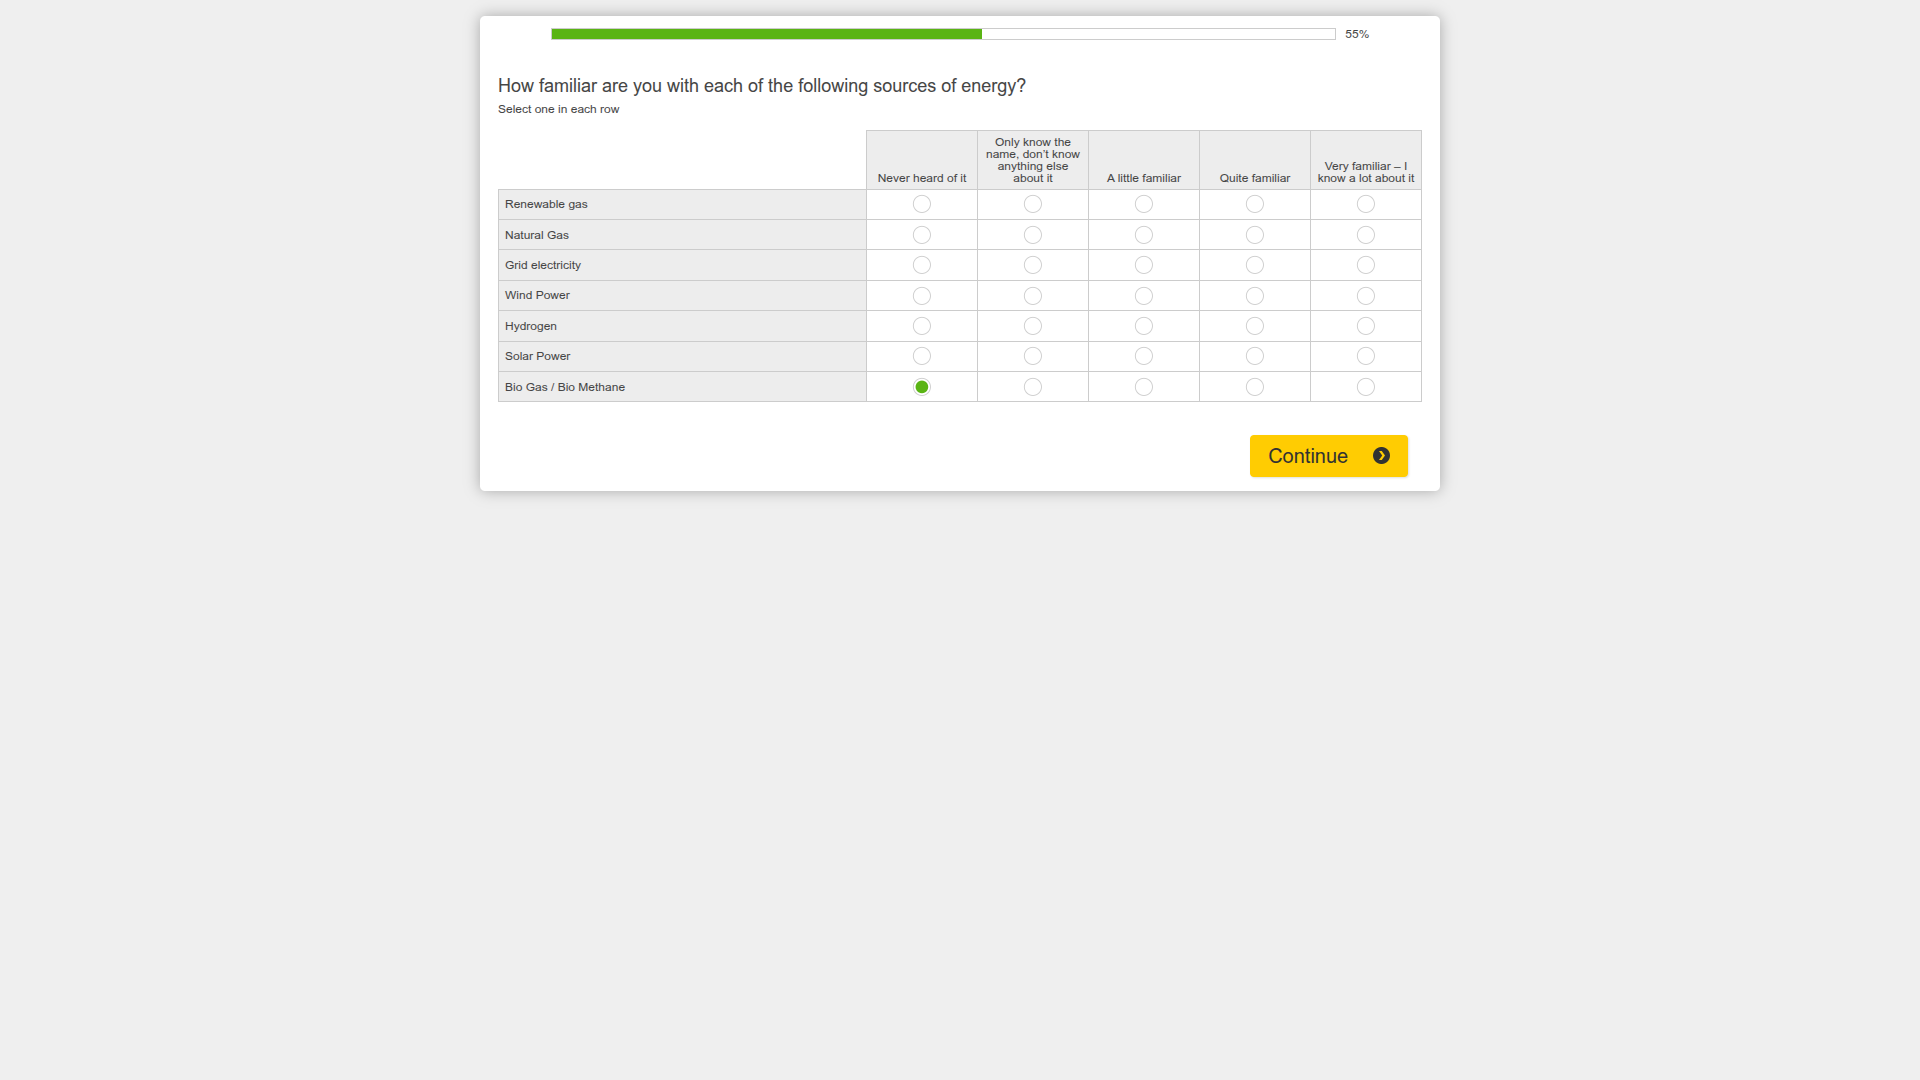 55%
How familiar are you with each of the following sources of energy?
Select one in each row
Never heard of it
Only know the
name, don’t know
anything else
about it
A little familiar
Quite familiar
Very familiar – I
know a lot about it
Renewable gas
Natural Gas
Grid electricity
Wind Power
Hydrogen
Solar Power
Bio Gas / Bio Methane
Continue